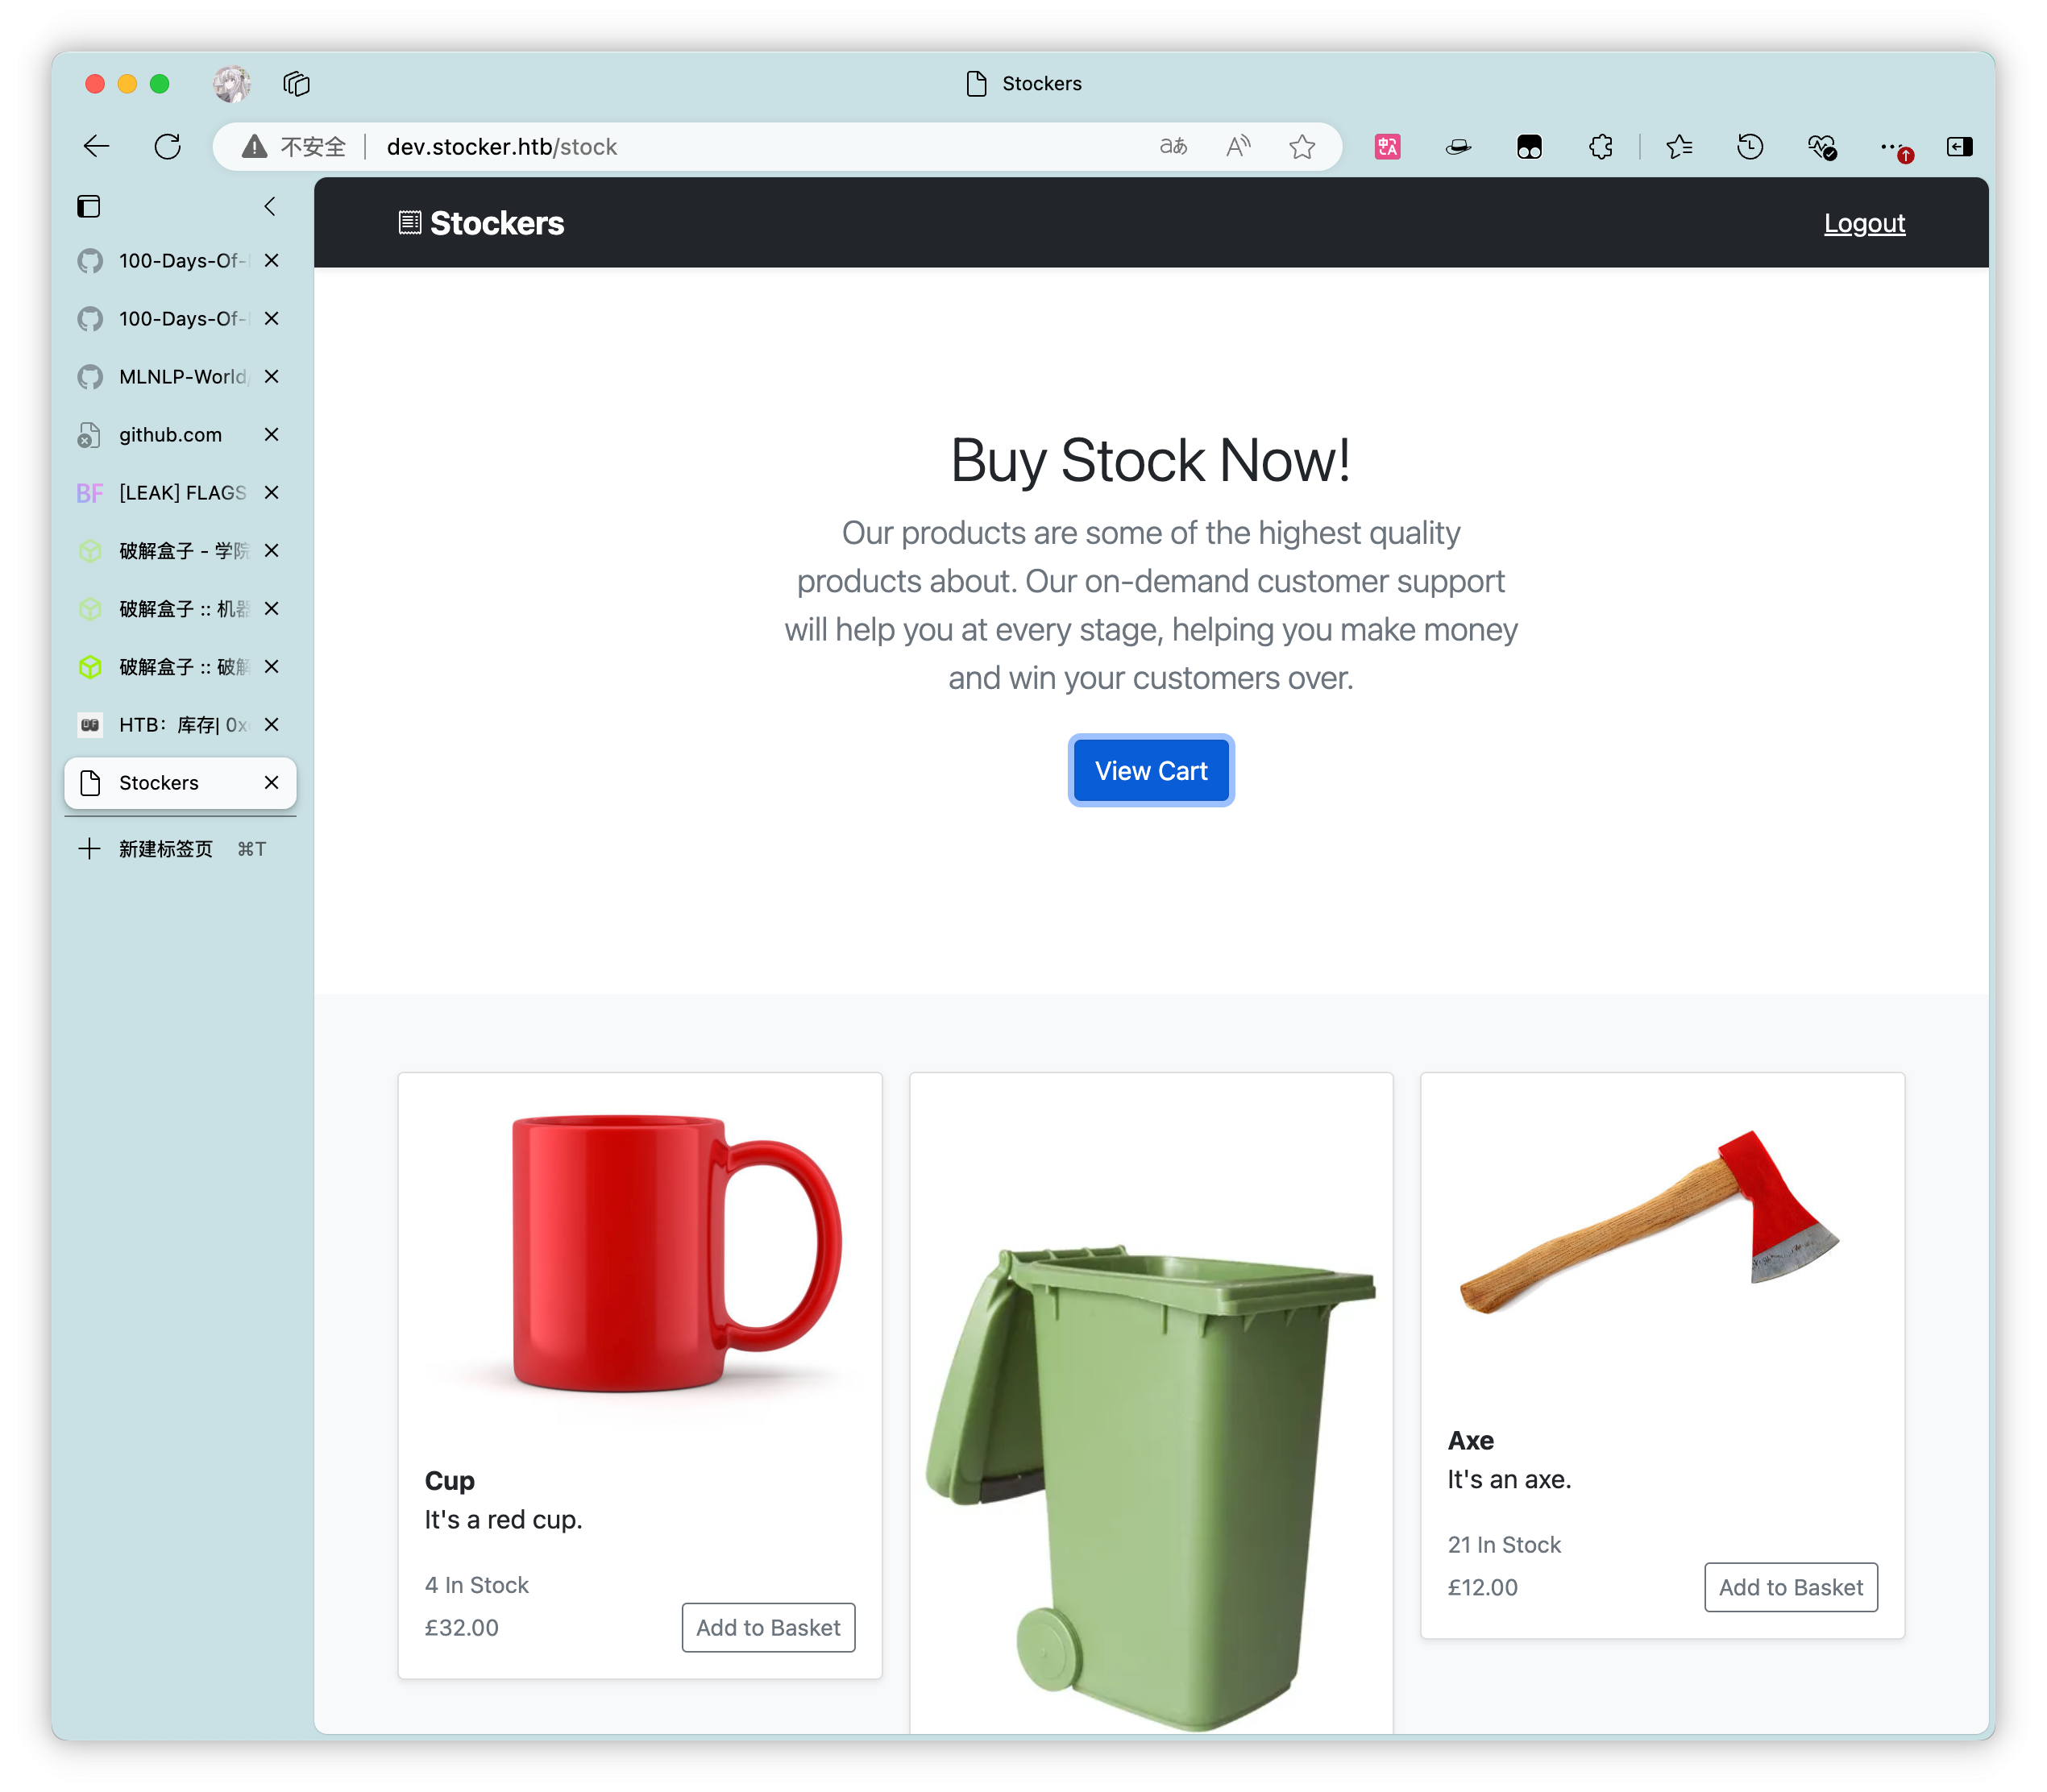 Stockers
不安全
dev.stocker.htb/stock
100-Days-Of-
100-Days-Of-
MLNLP-World/
github.com
BF [LEAK] FLAGS
破解盒子 - 学院
破解盒子 :: 机器
破解盒子 :: 破解
HTB：库存| 0x
Stockers
新建标签页 ⌘T
Stockers
Logout
Buy Stock Now!
Our products are some of the highest quality
products about. Our on-demand customer support
will help you at every stage, helping you make money
and win your customers over.
View Cart
Cup
It's a red cup.
4 In Stock
£32.00
Add to Basket
Axe
It's an axe.
21 In Stock
£12.00
Add to Basket